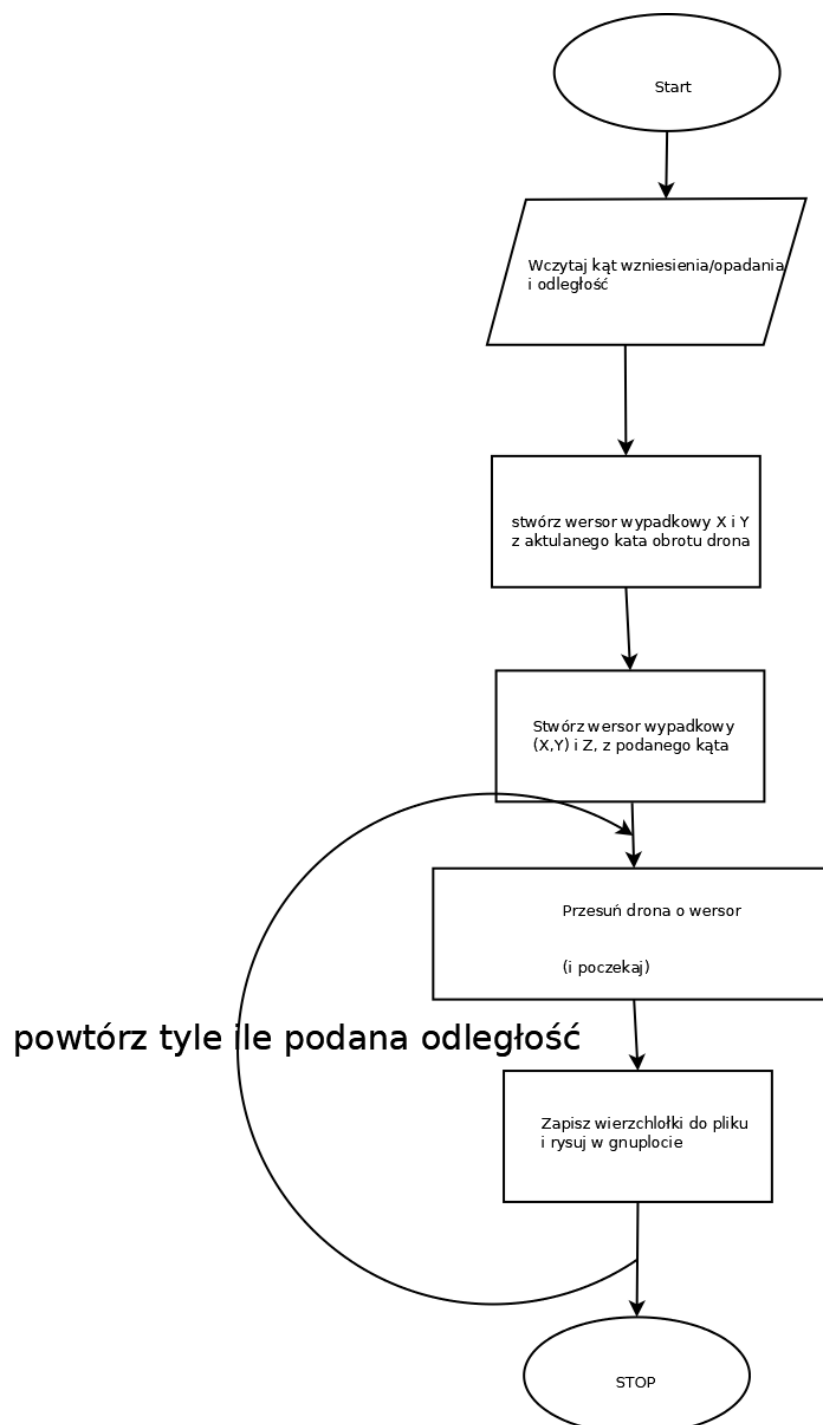 Start
Wczytaj kąt wzniesienia/opadania
i odległość
stwórz wersor wypadkowy X i Y
z aktulanego kata obrotu drona
Stwórz wersor wypadkowy
(X,Y) i Z, z podanego kąta
Przesuń drona o wersor
(i poczekaj)
powtórz tyle ile podana odległość
Zapisz wierzchlołki do pliku
i rysuj w gnuplocie
STOP